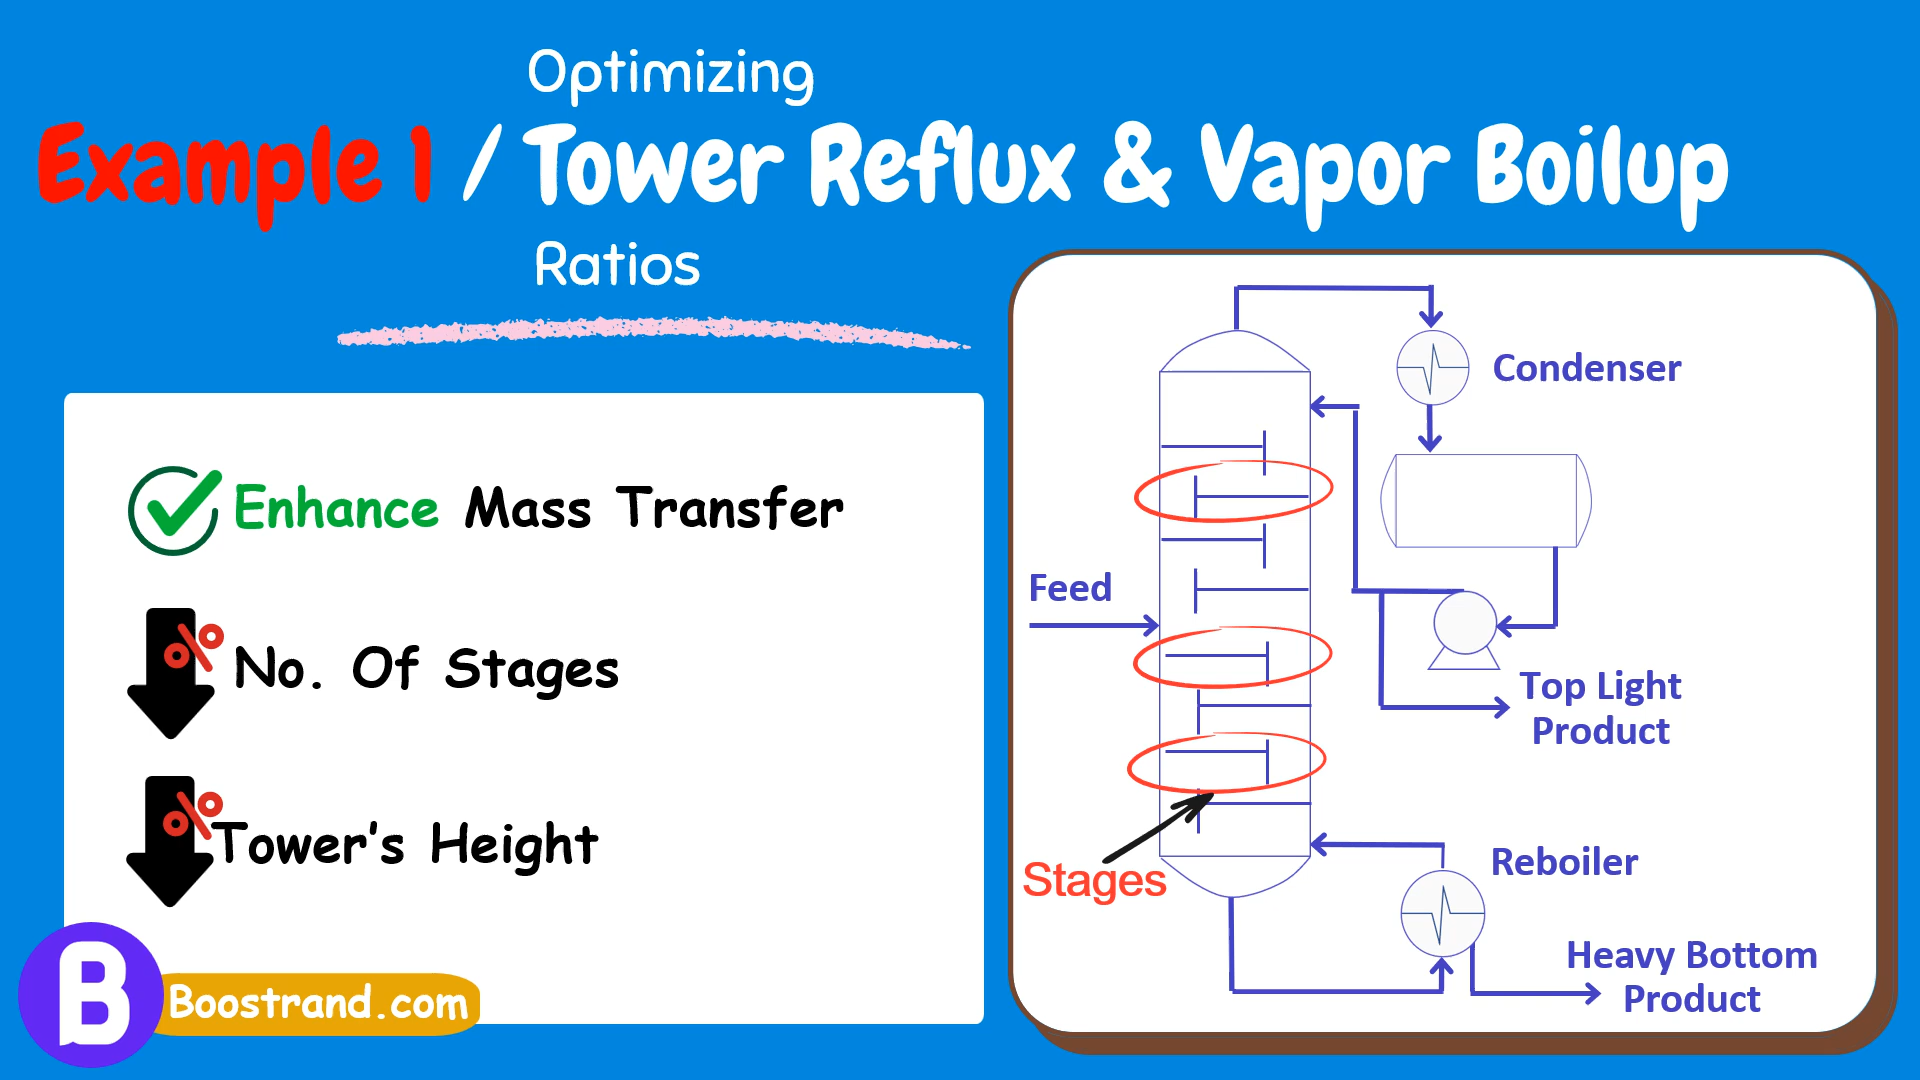 Optimizing
Example 1 / Tower Reflux & Vapor Boilup
Ratios
Enhance Mass Transfer
% No. Of Stages
% Tower's Height
B Boostrand.com
Condenser
Feed
Top Light
Product
Stages
Reboiler
Heavy Bottom
Product